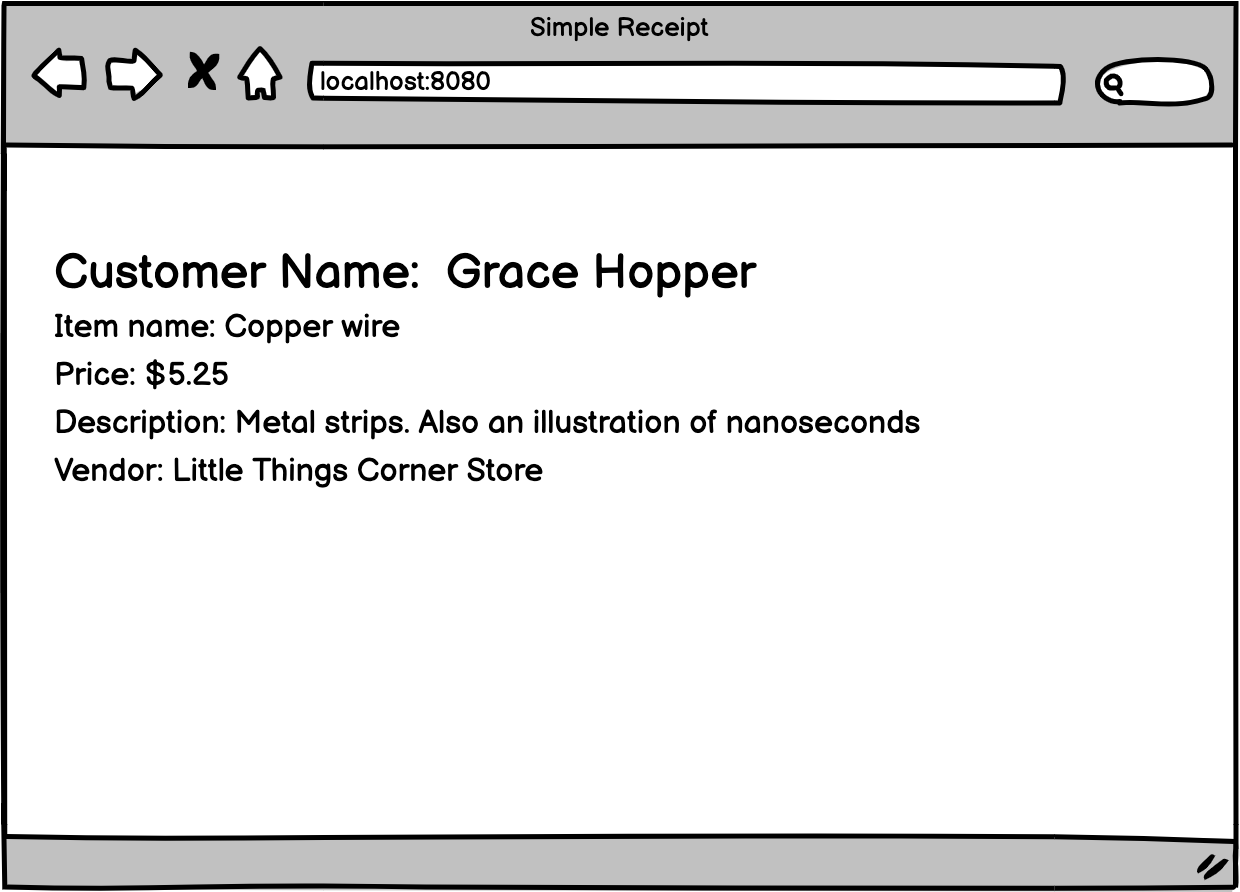 Simple Receipt
localhost:8080
Customer Name: Grace Hopper
Item name: Copper wire
Price: $5.25
Description: Metal strips. Also an illustration of nanoseconds
Vendor: Little Things Corner Store